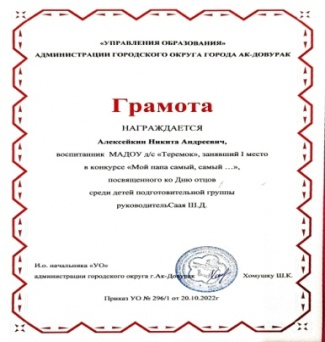 «УПРАВЛЕНИЯ ОБРАЗОВАНИЯ»
АДМИНИСТРАЦИИ ГОРОДСКОГО ОКРУГА ГОРОДА АК-ДОВУРАК
Грамота
НАГРАЖДАЕТСЯ
Алексейкин Никита Андреевич,
воспитанник МАДОУ д/с «Теремок», занявший I место
в конкурсе «Мой папа самый, самый …»,
посвященного ко Дню отцов
среди детей подготовительной группы
руководительСаая Ш.Д.
И.о. начальника «УО»
администрации городского округа г.Ак-Довурак Хомушку Ш.К.
Приказ УО № 296/1 от 20.10.2022г